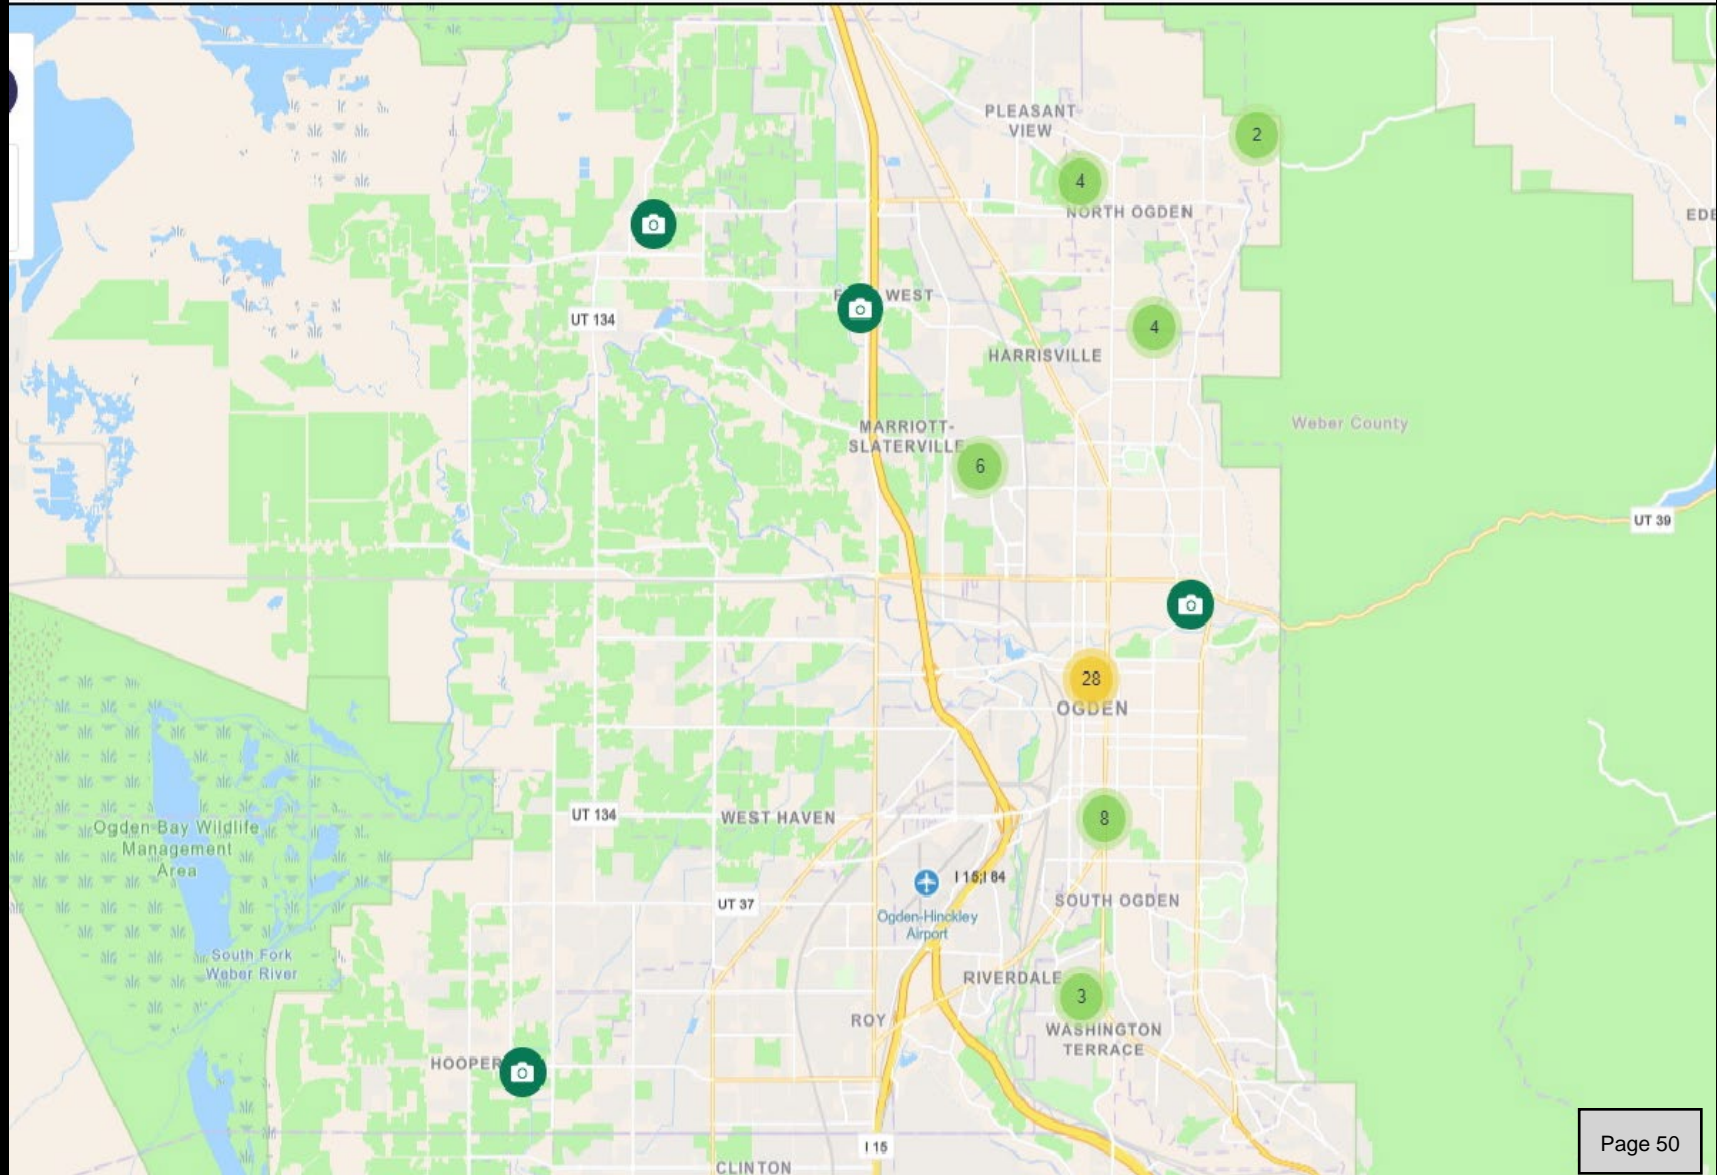 PLEASANT
VIEW
2
4
NORTH OGDEN
UT 134
WEST
4
HARRISVILLE
Weber County
MARRIOTT-
SLATERVILLE
6
UT 39
28
OGDEN
UT 134
WEST HAVEN
8
Ogden Bay Wildlife
Management
Area
I 15;I 84
UT 37
SOUTH OGDEN
Ogden-Hinckley
Airport
South Fork
Weber River
RIVERDALE
3
ROY
WASHINGTON
TERRACE
HOOPER
I 15
Page 50
CLINTON